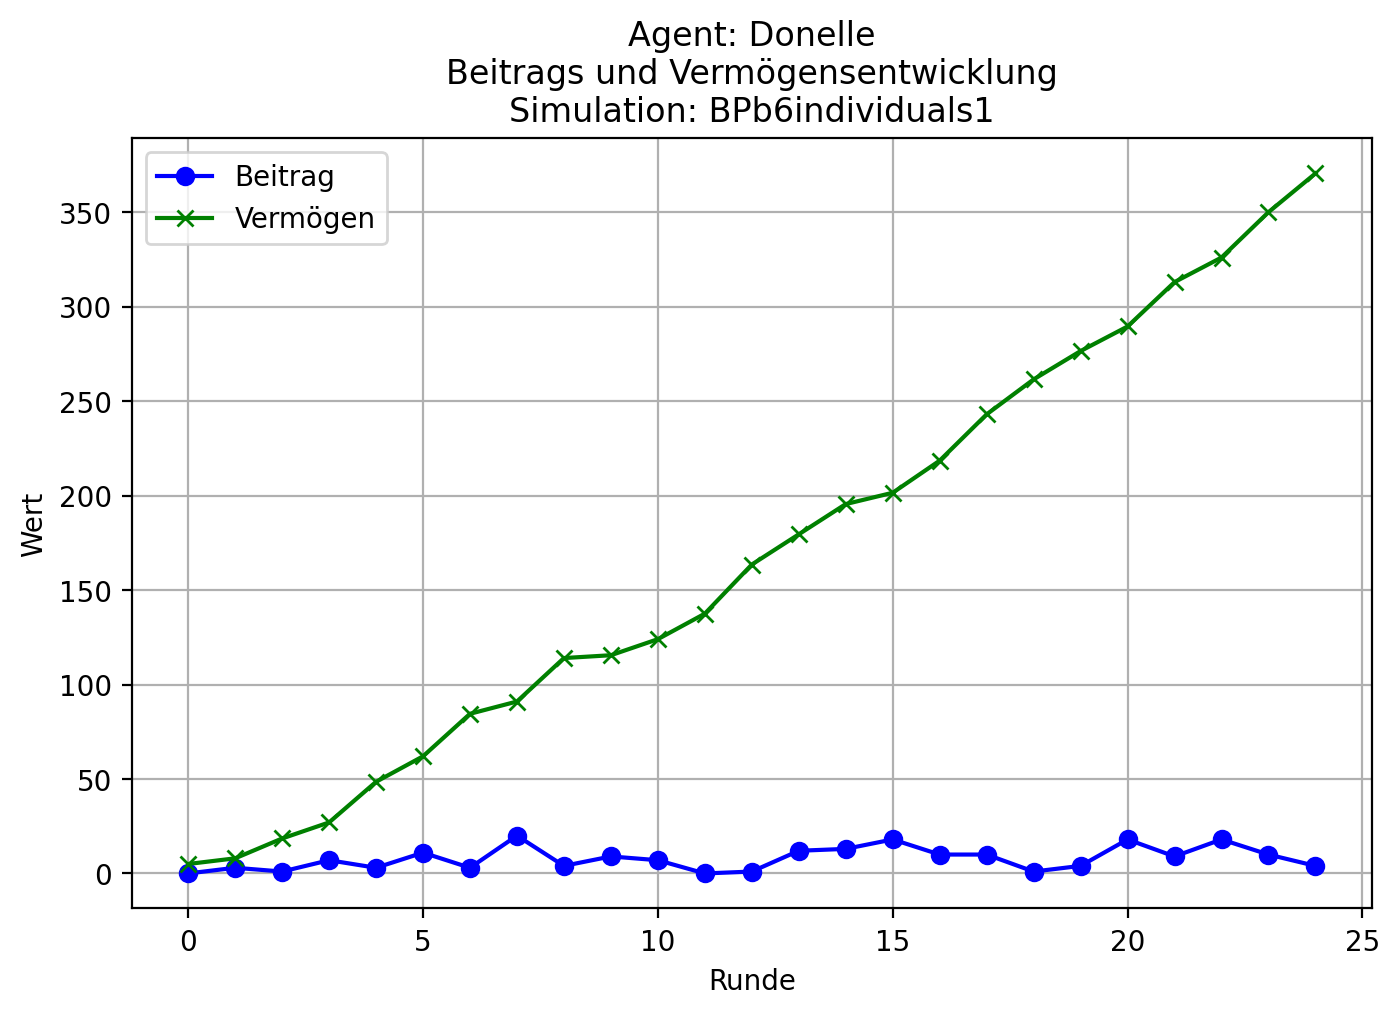 Agent: Donelle
Beitrags und Vermögensentwicklung
Simulation: BPb6individuals1
Beitrag
Vermögen
350
300
250
200
150
100
50
0
Wert
0 5 10 15 20 25
Runde